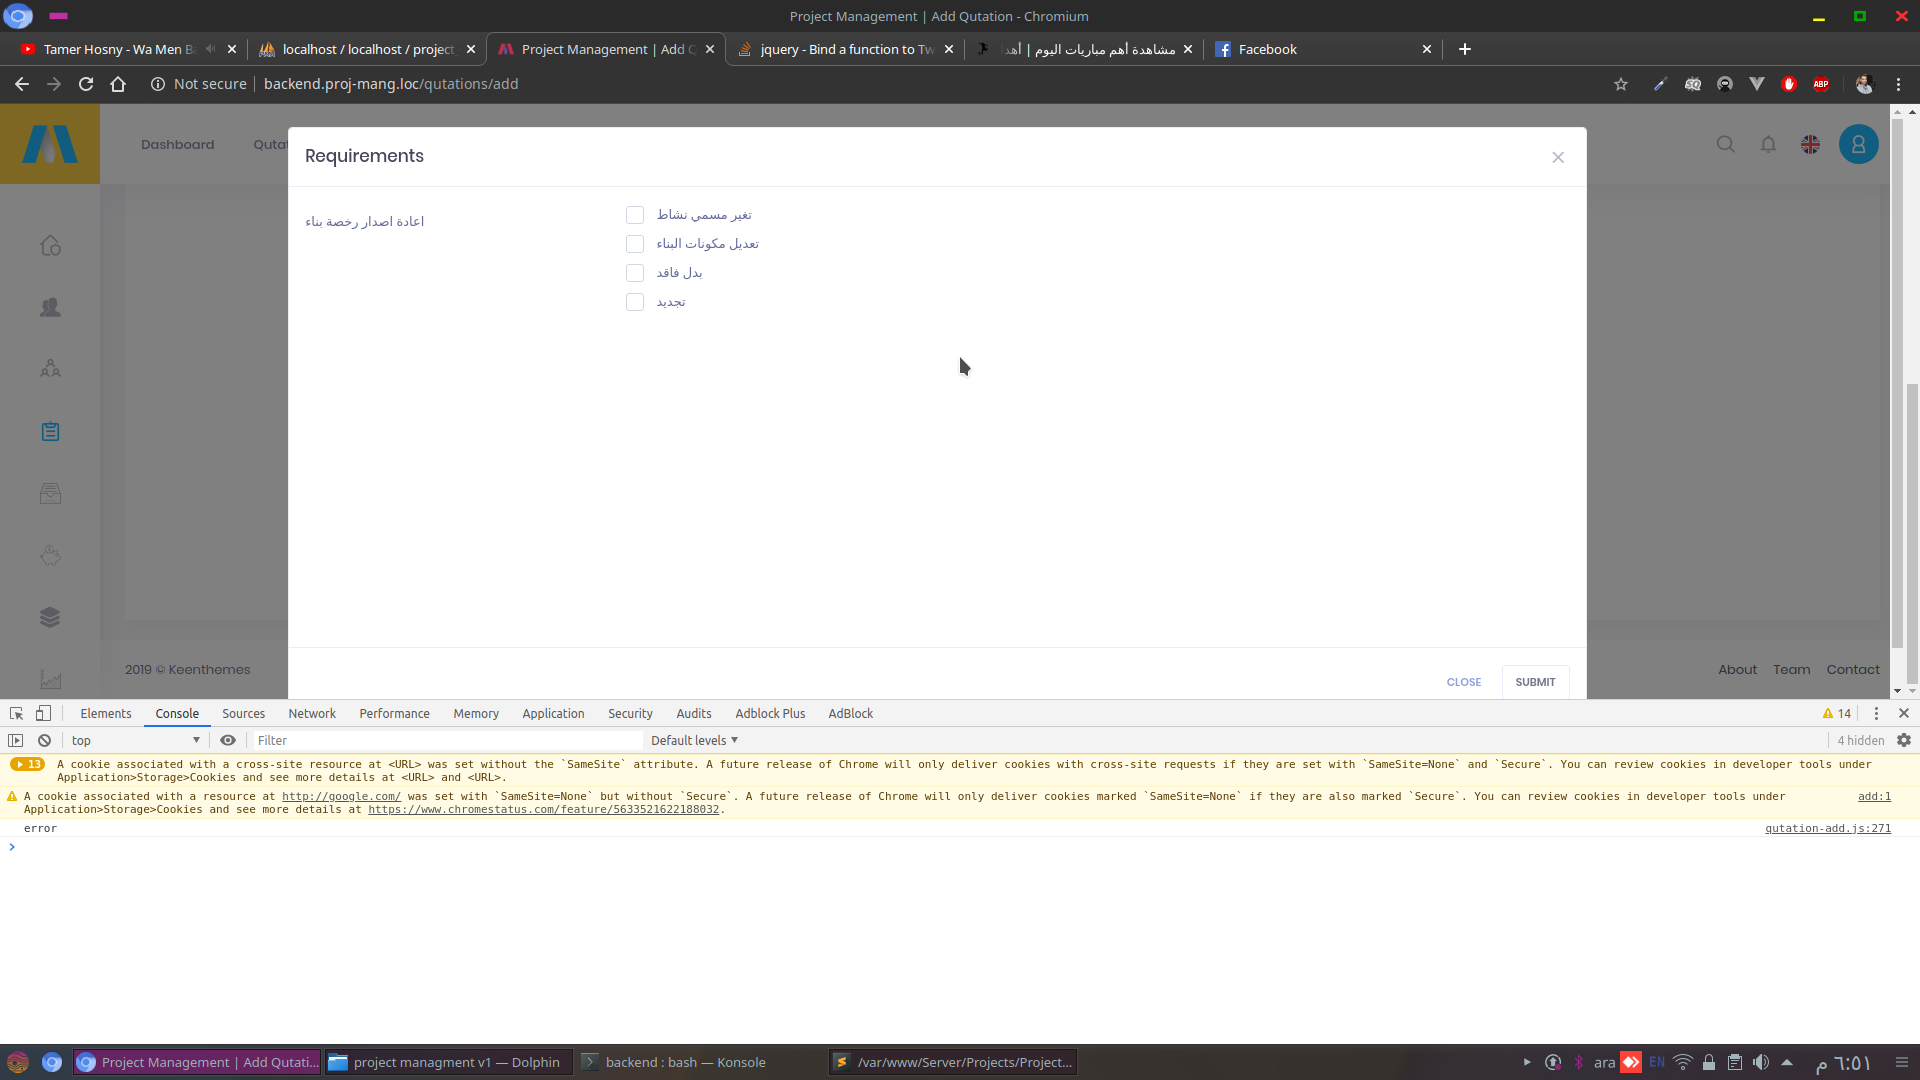 Project Management | Add Qutation - Chromium
Tamer Hosny - Wa Men B
localhost / localhost / project
Project Management | Add Q
jquery - Bind a function to Tw
مشاهدة أهم مباريات اليوم | أهد
Facebook
Not secure
backend.proj-mang.loc/qutations/add
SQ
ABP
Dashboard
Qutat
Requirements
اعادة اصدار رخصة بناء
تغير مسمي نشاط
تعديل مكونات البناء
بدل فاقد
تجديد
2019 © Keenthemes
About
Team
Contact
CLOSE
SUBMIT
Elements
Console
Sources
Network
Performance
Memory
Application
Security
Audits
Adblock Plus
AdBlock
14
top
Filter
Default levels
4 hidden
13
A cookie associated with a cross-site resource at <URL> was set without the `SameSite` attribute. A future release of Chrome will only deliver cookies with cross-site requests if they are set with `SameSite=None` and `Secure`. You can review cookies in developer tools under
Application>Storage>Cookies and see more details at <URL> and <URL>.
A cookie associated with a resource at http://google.com/ was set with `SameSite=None` but without `Secure`. A future release of Chrome will only deliver cookies marked `SameSite=None` if they are also marked `Secure`. You can review cookies in developer tools under
add:1
Application>Storage>Cookies and see more details at https://www.chromestatus.com/feature/5633521622188032.
error
qutation-add.js:271
Project Management | Add Qutati...
project managment v1 — Dolphin
backend : bash — Konsole
/var/www/Server/Projects/Project...
ara
EN
٦:٥١ م